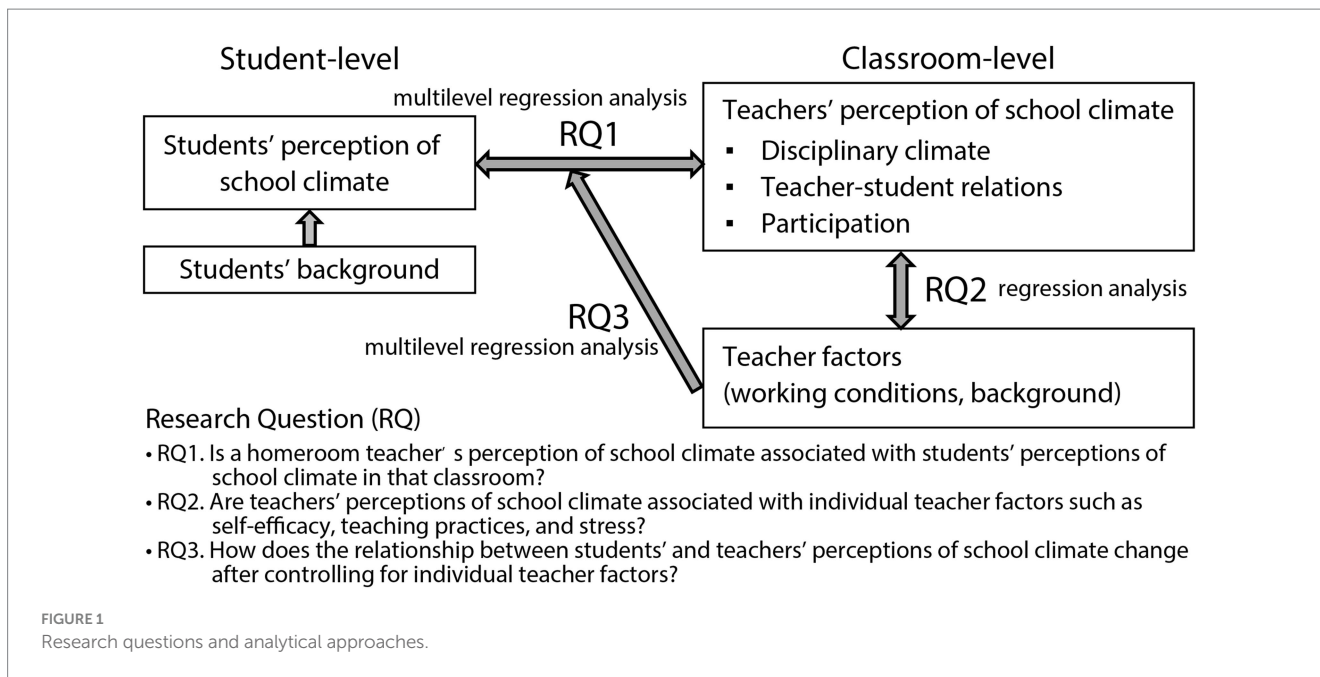 Student-level
Classroom-level
multilevel regression analysis
RQ1
Students' perception of
school climate
Students' background
Teachers' perception of school climate
▪ Disciplinary climate
▪ Teacher-student relations
▪ Participation
RQ2 regression analysis
RQ3
multilevel regression analysis
Teacher factors
(working conditions, background)
Research Question (RQ)
• RQ1. Is a homeroom teacher' s perception of school climate associated with students' perceptions of
school climate in that classroom?
• RQ2. Are teachers' perceptions of school climate associated with individual teacher factors such as
self-efficacy, teaching practices, and stress?
• RQ3. How does the relationship between students' and teachers' perceptions of school climate change
after controlling for individual teacher factors?
FIGURE 1
Research questions and analytical approaches.